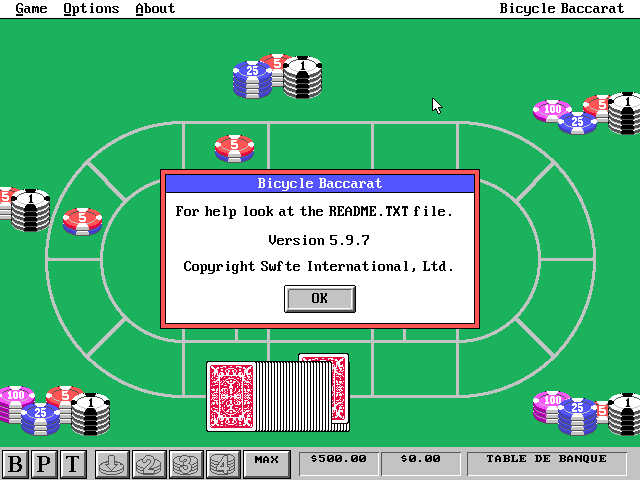 Game Options About Bicycle Baccarat
25 5 1
100 25 5 1
5
5 1 5
Bicycle Baccarat
For help look at the README.TXT file.
Version 5.9.7
Copyright Swfte International, Ltd.
OK
100 25 5 1
100 25 5 1
B P T 1 2 3 4 MAX $500.00 $0.00 TABLE DE BANQUE